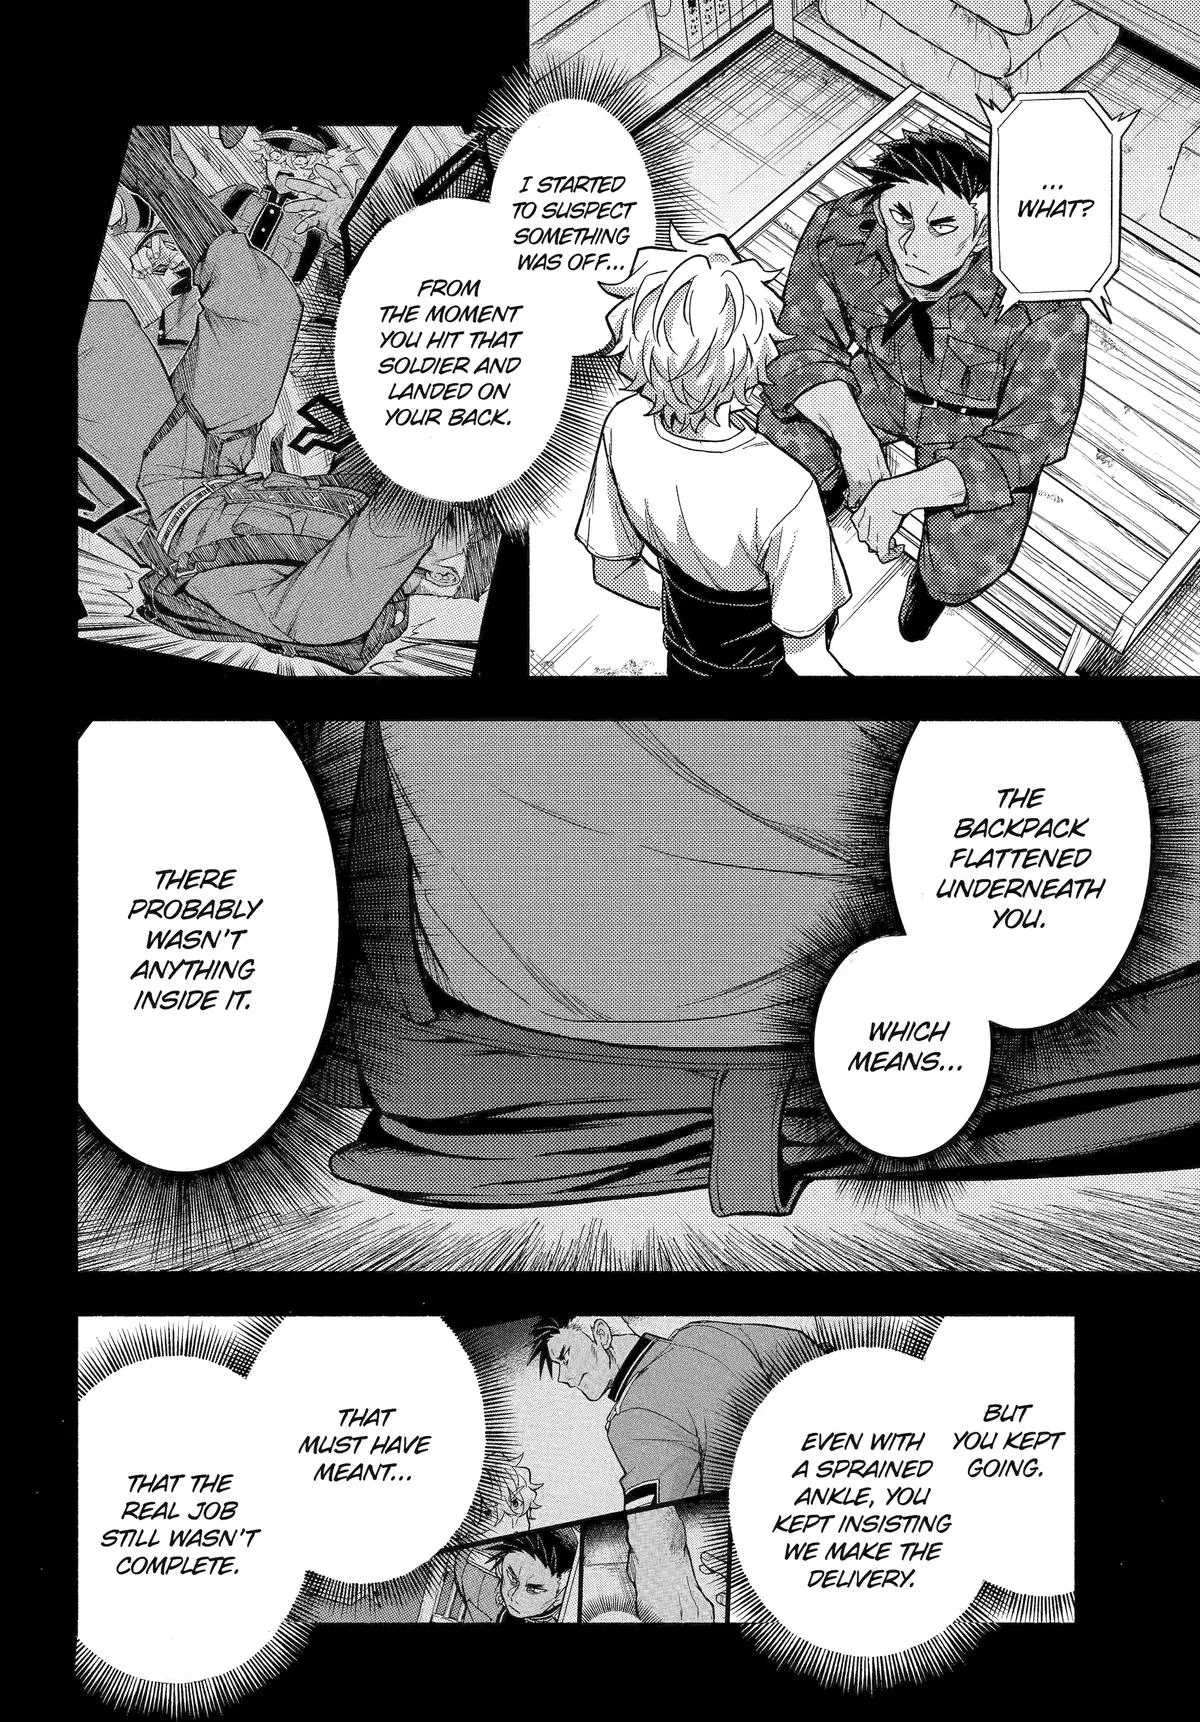 ...
WHAT?
I STARTED
TO SUSPECT
SOMETHING
WAS OFF...
FROM
THE MOMENT
YOU HIT THAT
SOLDIER AND
LANDED ON
YOUR BACK.
THE
BACKPACK
FLATTENED
UNDERNEATH
YOU.
WHICH
MEANS...
THERE
PROBABLY
WASN'T
ANYTHING
INSIDE IT.
BUT
YOU KEPT
GOING.
EVEN WITH
A SPRAINED
ANKLE, YOU
KEPT INSISTING
WE MAKE THE
DELIVERY.
THAT
MUST HAVE
MEANT...
THAT THE
REAL JOB
STILL WASN'T
COMPLETE.